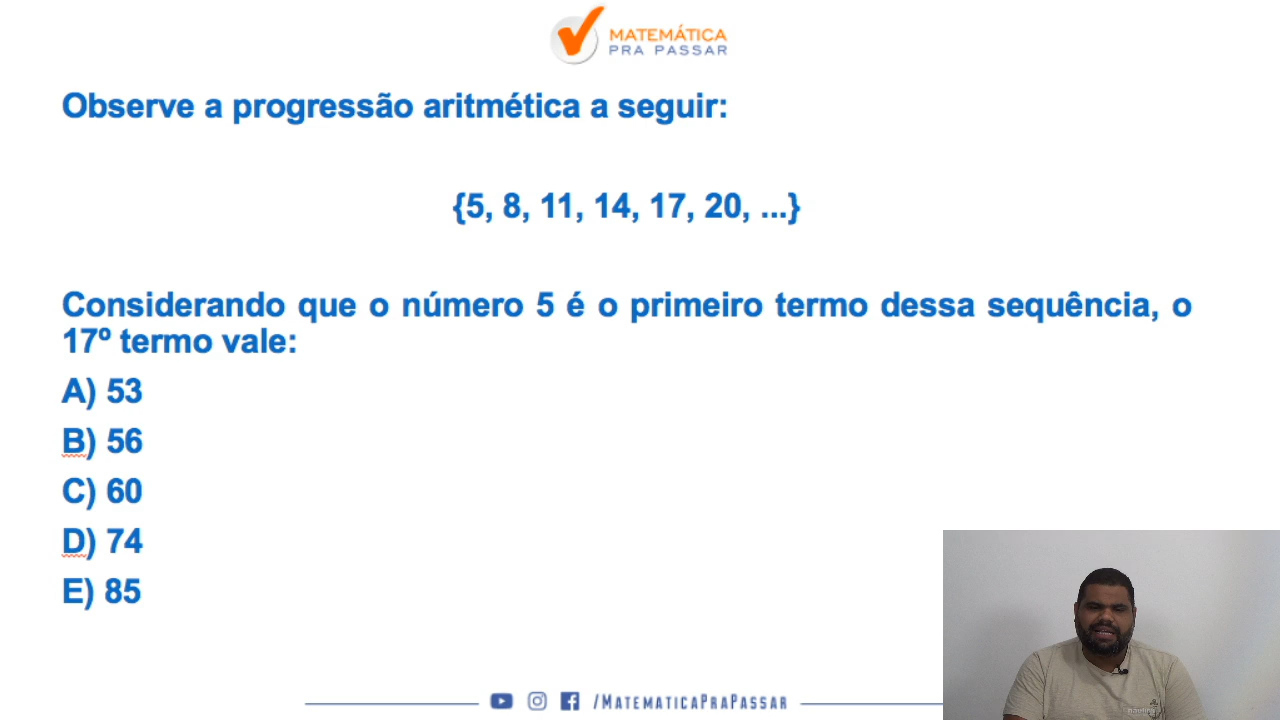 MATEMÁTICA
PRA PASSAR
Observe a progressão aritmética a seguir:
{5, 8, 11, 14, 17, 20, ...}
Considerando que o número 5 é o primeiro termo dessa sequência, o
17º termo vale:
A) 53
B) 56
C) 60
D) 74
E) 85
/MATEMATICAPRAPASSAR